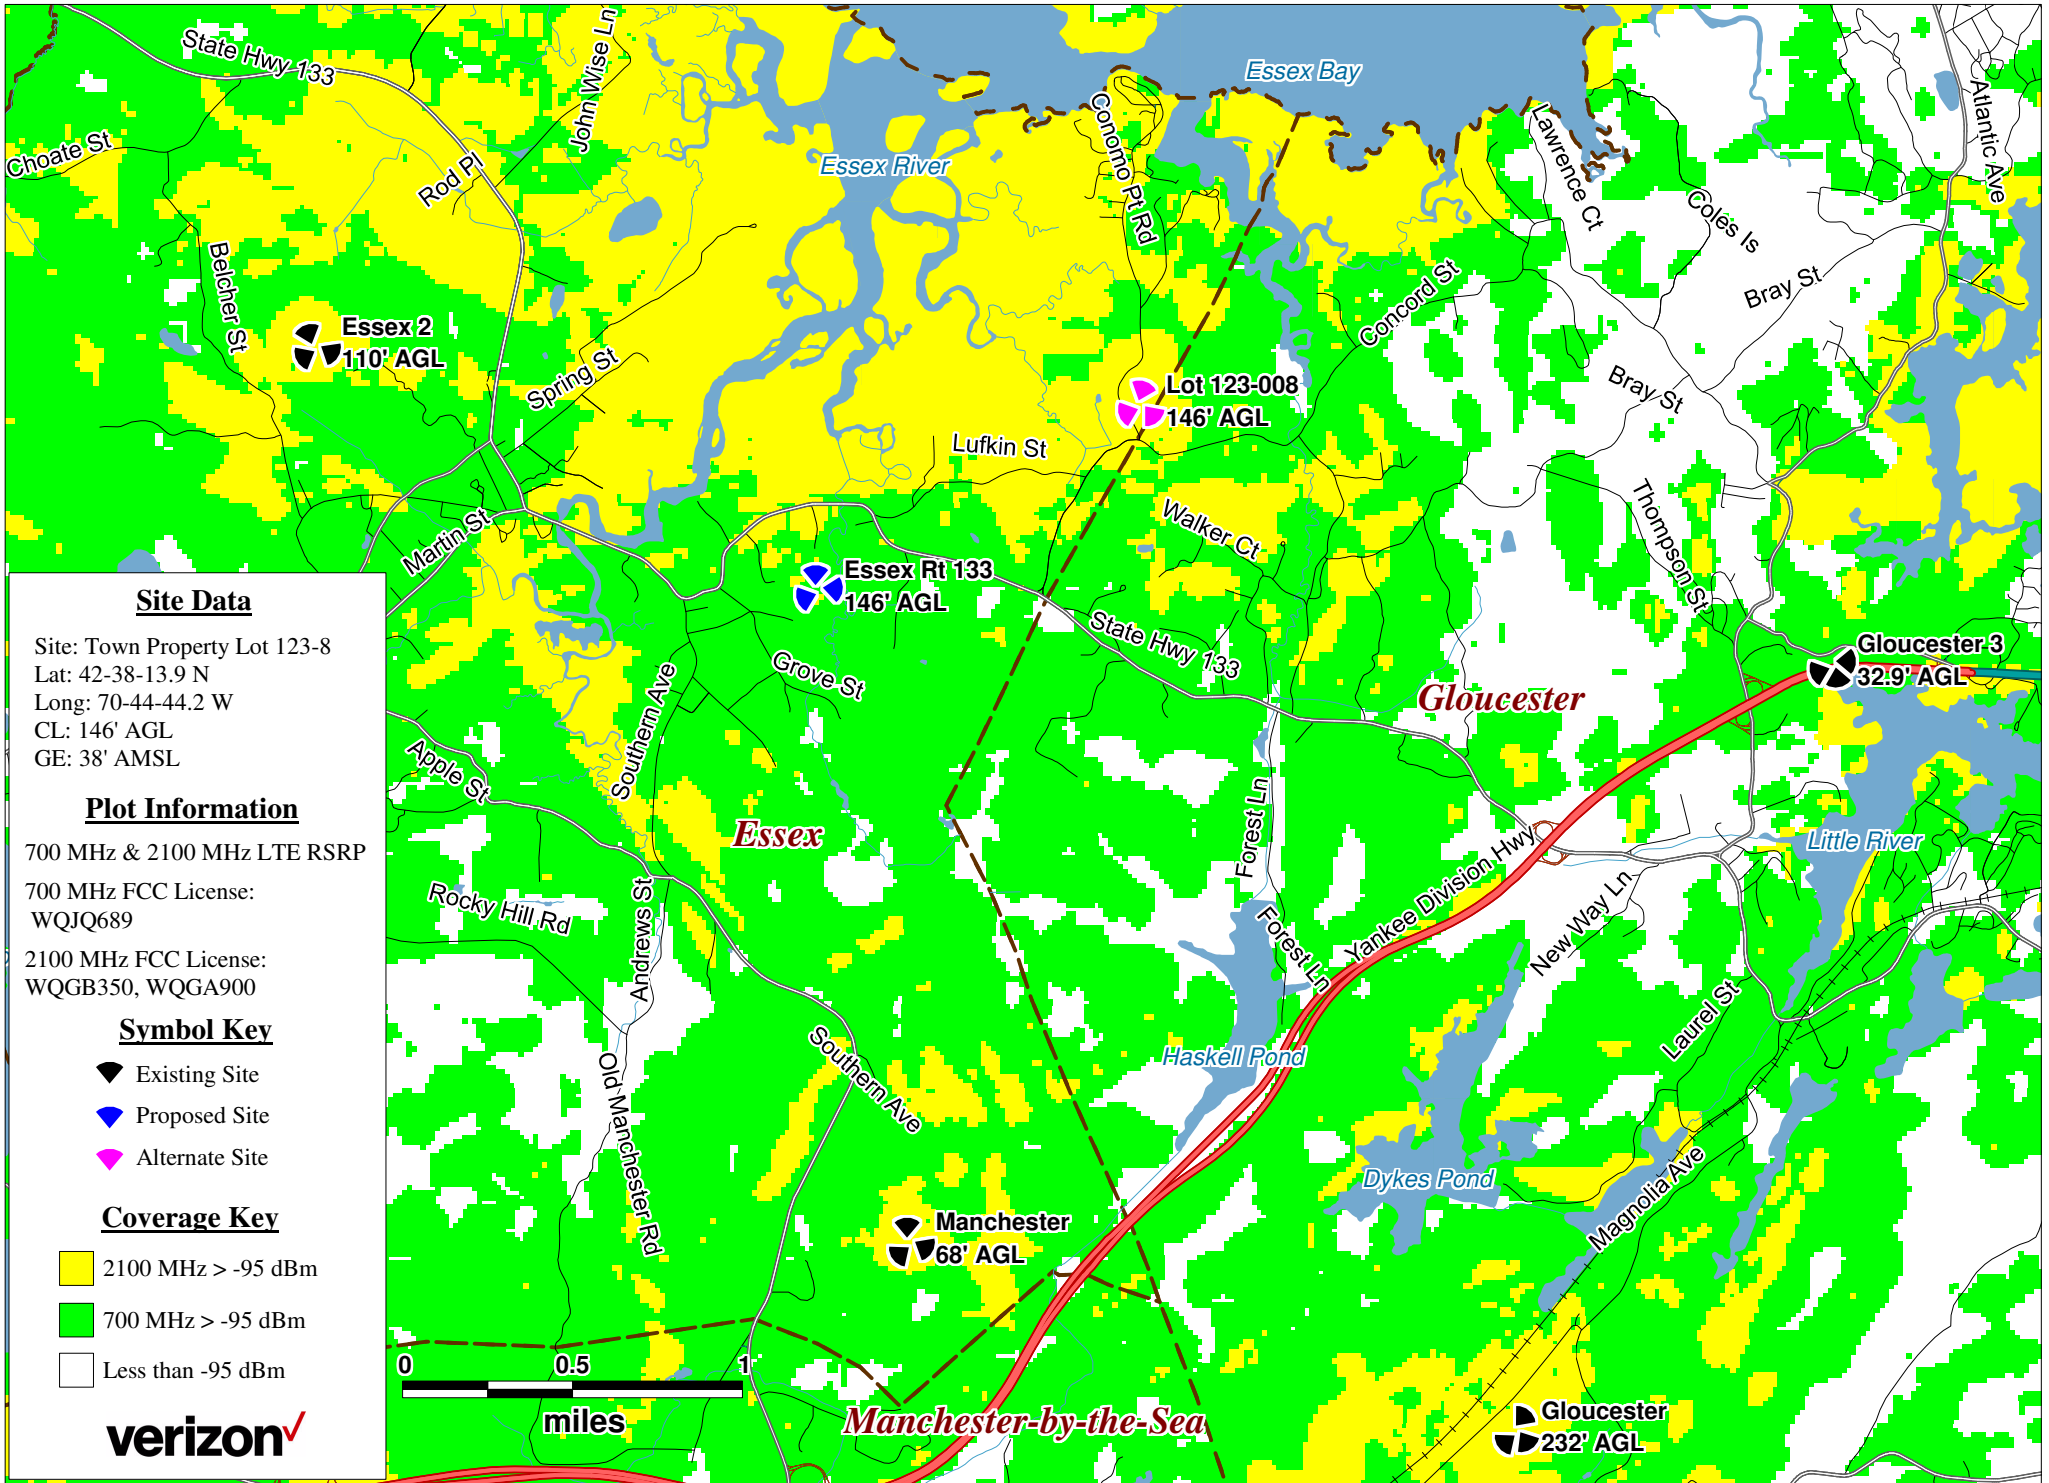 State Hwy 133
John Wise Ln
Essex Bay
Atlantic Ave
Choate St
Rod Pl
Essex River
Conomo Pt Rd
Lawrence Ct
Coles Is
Belcher St
Bray St
Concord St
Essex 2
110' AGL
Spring St
Lot 123-008
146' AGL
Bray St
Lufkin St
Martin St
Walker Ct
Thompson St
Essex Rt 133
146' AGL
State Hwy 133
Gloucester 3
32.9' AGL
Grove St
Southern Ave
Gloucester
Apple St
Essex
Forest Ln
Yankee Division Hwy
Little River
Rocky Hill Rd
Andrews St
Forest Ln
New Way Ln
Laurel St
Southern Ave
Haskell Pond
Old Manchester Rd
Dykes Pond
Magnolia Ave
Manchester
68' AGL
Manchester-by-the-Sea
Gloucester
232' AGL
0 0.5 1
miles
Site Data
Site: Town Property Lot 123-8
Lat: 42-38-13.9 N
Long: 70-44-44.2 W
CL: 146' AGL
GE: 38' AMSL
Plot Information
700 MHz & 2100 MHz LTE RSRP
700 MHz FCC License:
WQJQ689
2100 MHz FCC License:
WQGB350, WQGA900
Symbol Key
Existing Site
Proposed Site
Alternate Site
Coverage Key
2100 MHz > -95 dBm
700 MHz > -95 dBm
Less than -95 dBm
verizon